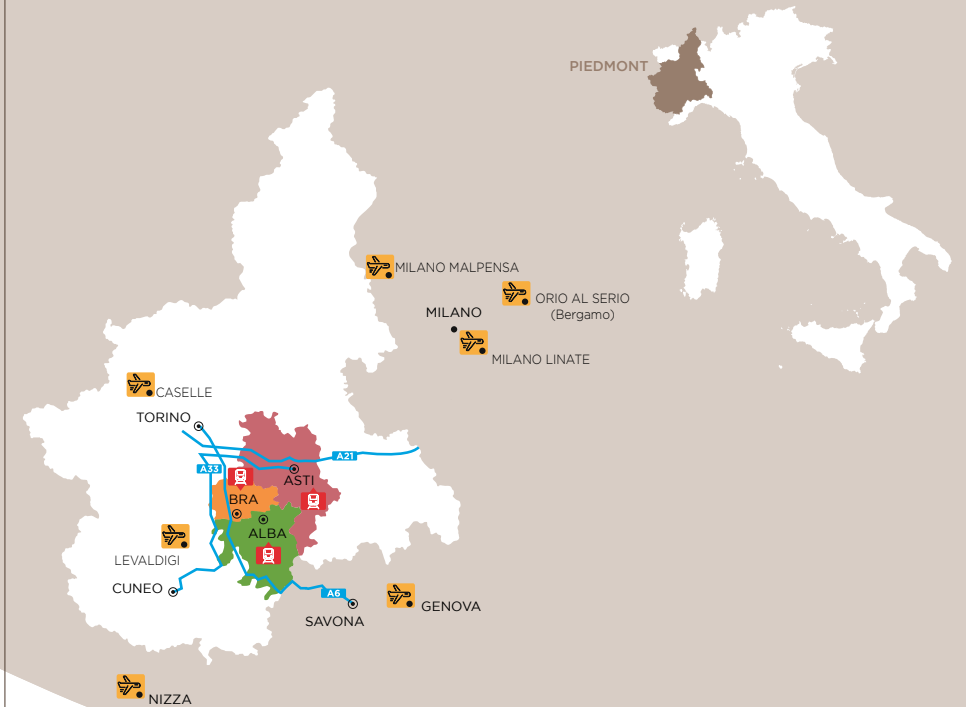 PIEDMONT
MILANO MALPENSA
ORIO AL SERIO
(Bergamo)
MILANO
MILANO LINATE
CASELLE
TORINO
A21
A33
ASTI
BRA
ALBA
LEVALDIGI
CUNEO
A6
GENOVA
SAVONA
NIZZA